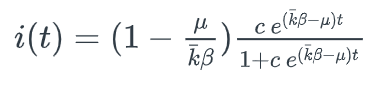 i(t) = (1 − μ/(k̄β)) (c e^{(k̄β−μ)t})/(1+c e^{(k̄β−μ)t})